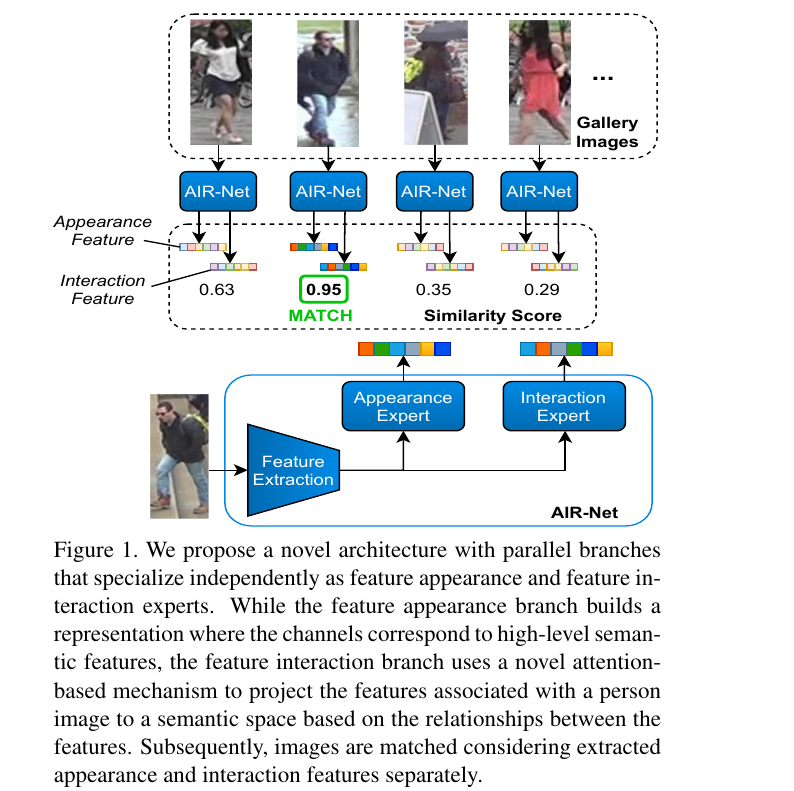 ...
Gallery
Images
AIR-Net AIR-Net AIR-Net AIR-Net
Appearance
Feature
Interaction
Feature
0.63 0.95 0.35 0.29
MATCH Similarity Score
Appearance
Expert
Interaction
Expert
Feature
Extraction
AIR-Net
Figure 1. We propose a novel architecture with parallel branches
that specialize independently as feature appearance and feature in-
teraction experts. While the feature appearance branch builds a
representation where the channels correspond to high-level seman-
tic features, the feature interaction branch uses a novel attention-
based mechanism to project the features associated with a person
image to a semantic space based on the relationships between the
features. Subsequently, images are matched considering extracted
appearance and interaction features separately.